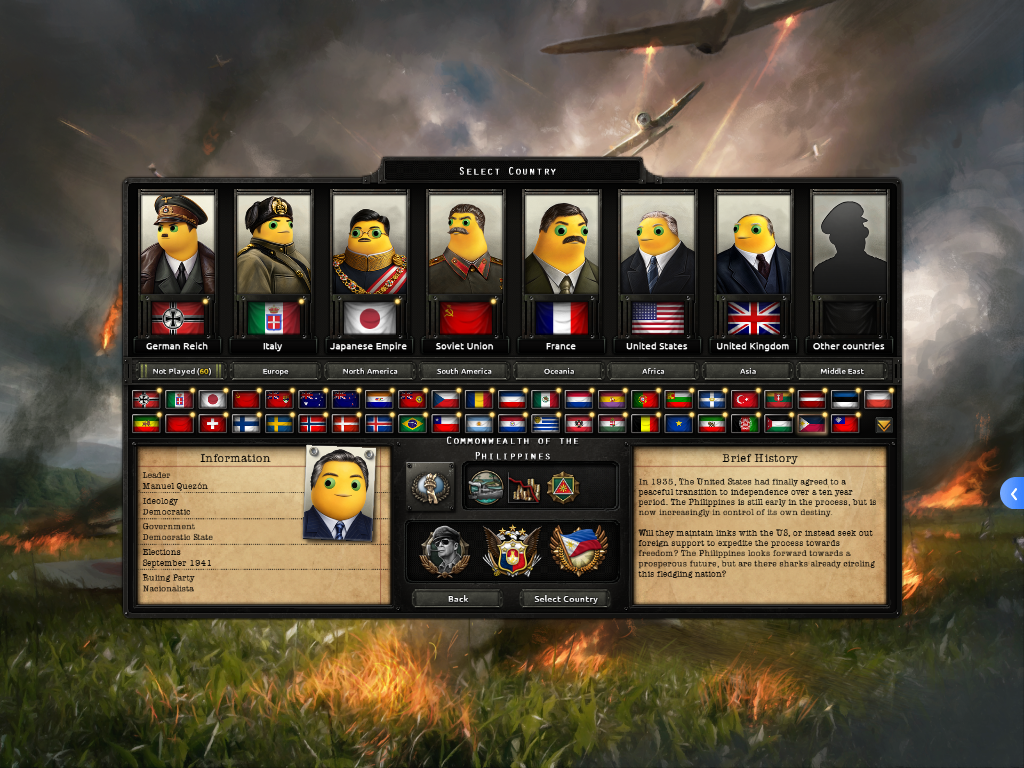 Select Country
German Reich
Italy
Japanese Empire
Soviet Union
France
United States
United Kingdom
Other countries
Not Played (60)
Europe
North America
South America
Oceania
Africa
Asia
Middle East
Commonwealth of the
Philippines
Information
Leader
Manuel Quezón
Ideology
Democratic
Government
Democratic State
Elections
September 1941
Ruling Party
Nacionalista
Back
Select Country
Brief History
In 1935, The United States had finally agreed to a
peaceful transition to independence over a ten year
period. The Philippines is still early in the process, but is
now increasingly in control of its own destiny.
Will they maintain links with the US, or instead seek out
foreign support to expedite the process towards
freedom? The Philippines looks forward towards a
prosperous future, but are there sharks already circling
this fledgling nation?